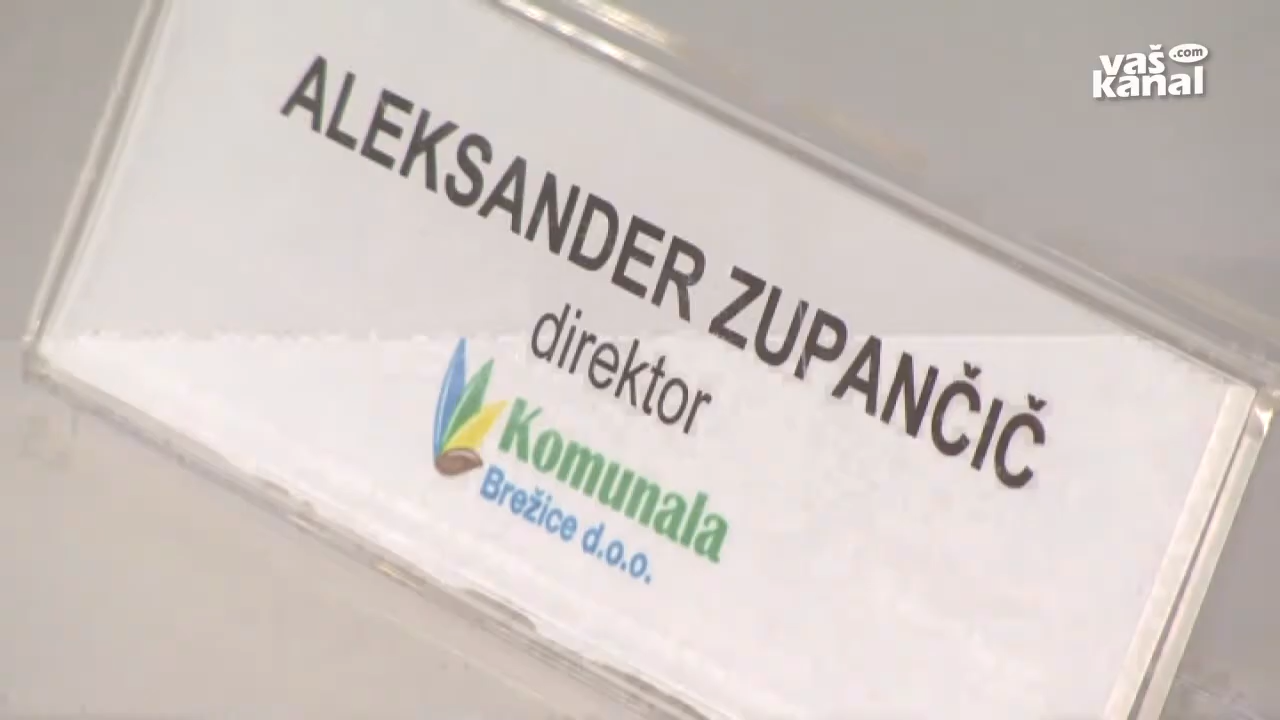 vaš .com
kanal
ALEKSANDER ZUPANČIČ
direktor
Komunala
Brežice d.o.o.